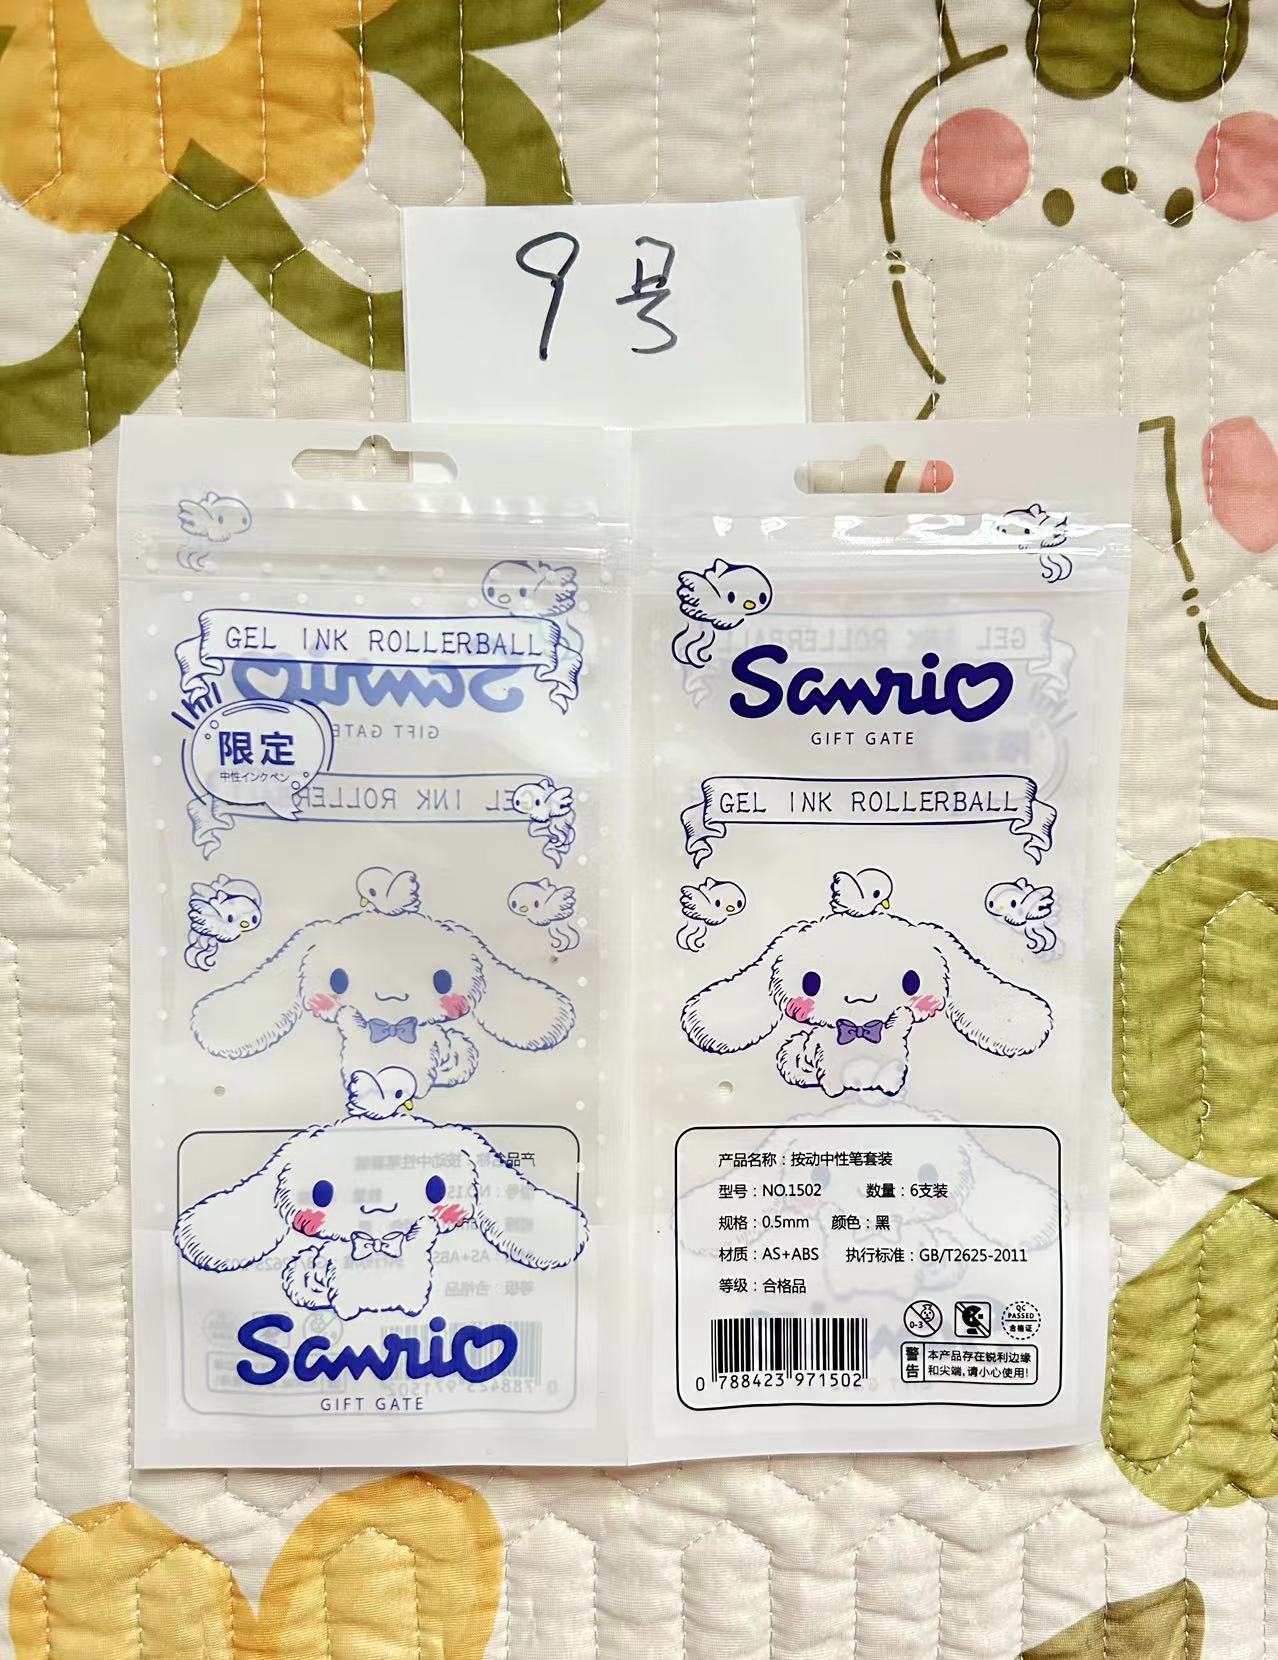 9号
GEL INK ROLLERBALL
限定
中性インクペン
Sanrio
GIFT GATE
Sanrio
GIFT GATE
GEL INK ROLLERBALL
产品名称：按动中性笔套装
型号：NO.1502 数量：6支装
规格：0.5mm 颜色：黑
材质：AS+ABS 执行标准：GB/T2625-2011
等级：合格品
0 788423 971502
0-3
QC
PASSED
合格证
警告
本产品存在锐利边缘
和尖端,请小心使用!